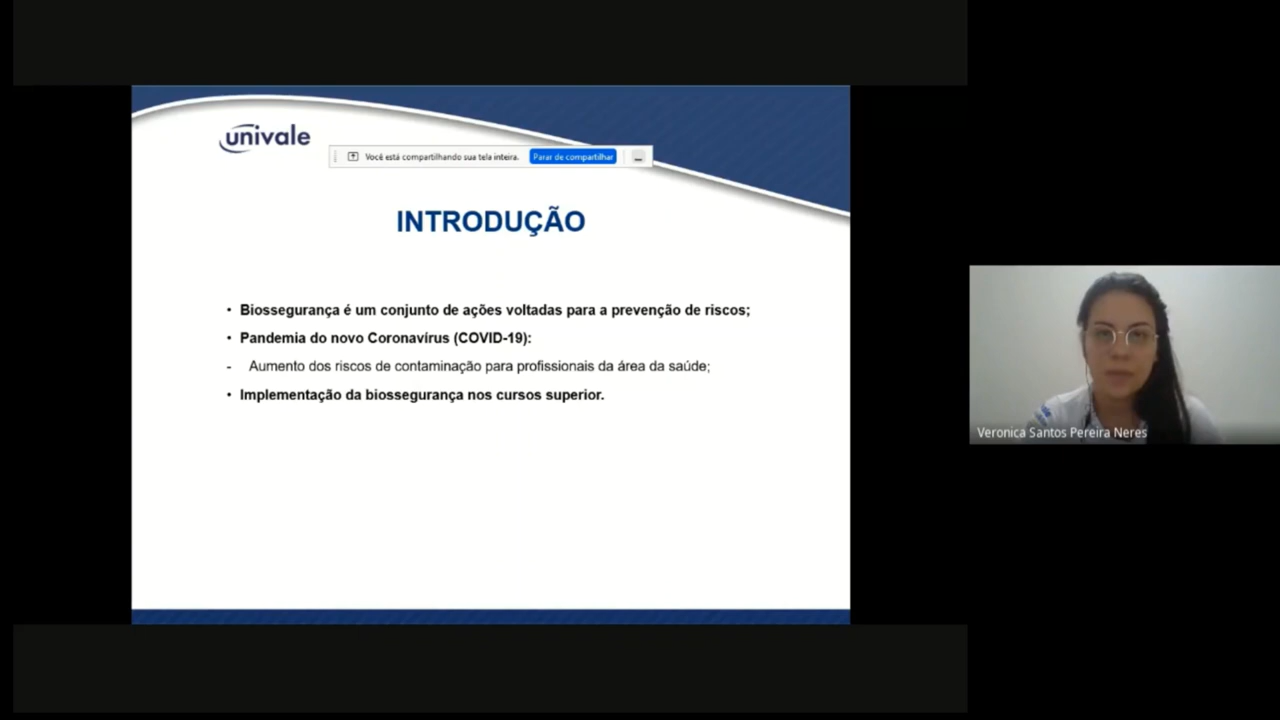 univale
Você está compartilhando sua tela inteira. Parar de compartilhar
INTRODUÇÃO
• Biossegurança é um conjunto de ações voltadas para a prevenção de riscos;
• Pandemia do novo Coronavírus (COVID-19):
- Aumento dos riscos de contaminação para profissionais da área da saúde;
• Implementação da biossegurança nos cursos superior.
Veronica Santos Pereira Neres